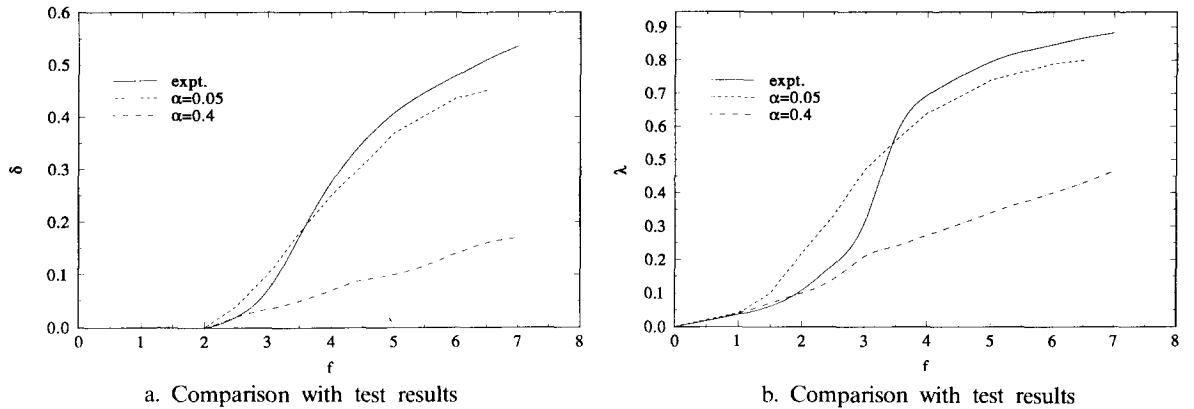 0.6
0.5
0.4
0.3
0.2
0.1
0.0
δ
expt.
α=0.05
α=0.4
0 1 2 3 4 5 6 7 8
f
a. Comparison with test results
0.9
0.8
0.7
0.6
0.5
0.4
0.3
0.2
0.1
0.0
λ
expt.
α=0.05
α=0.4
0 1 2 3 4 5 6 7 8
f
b. Comparison with test results